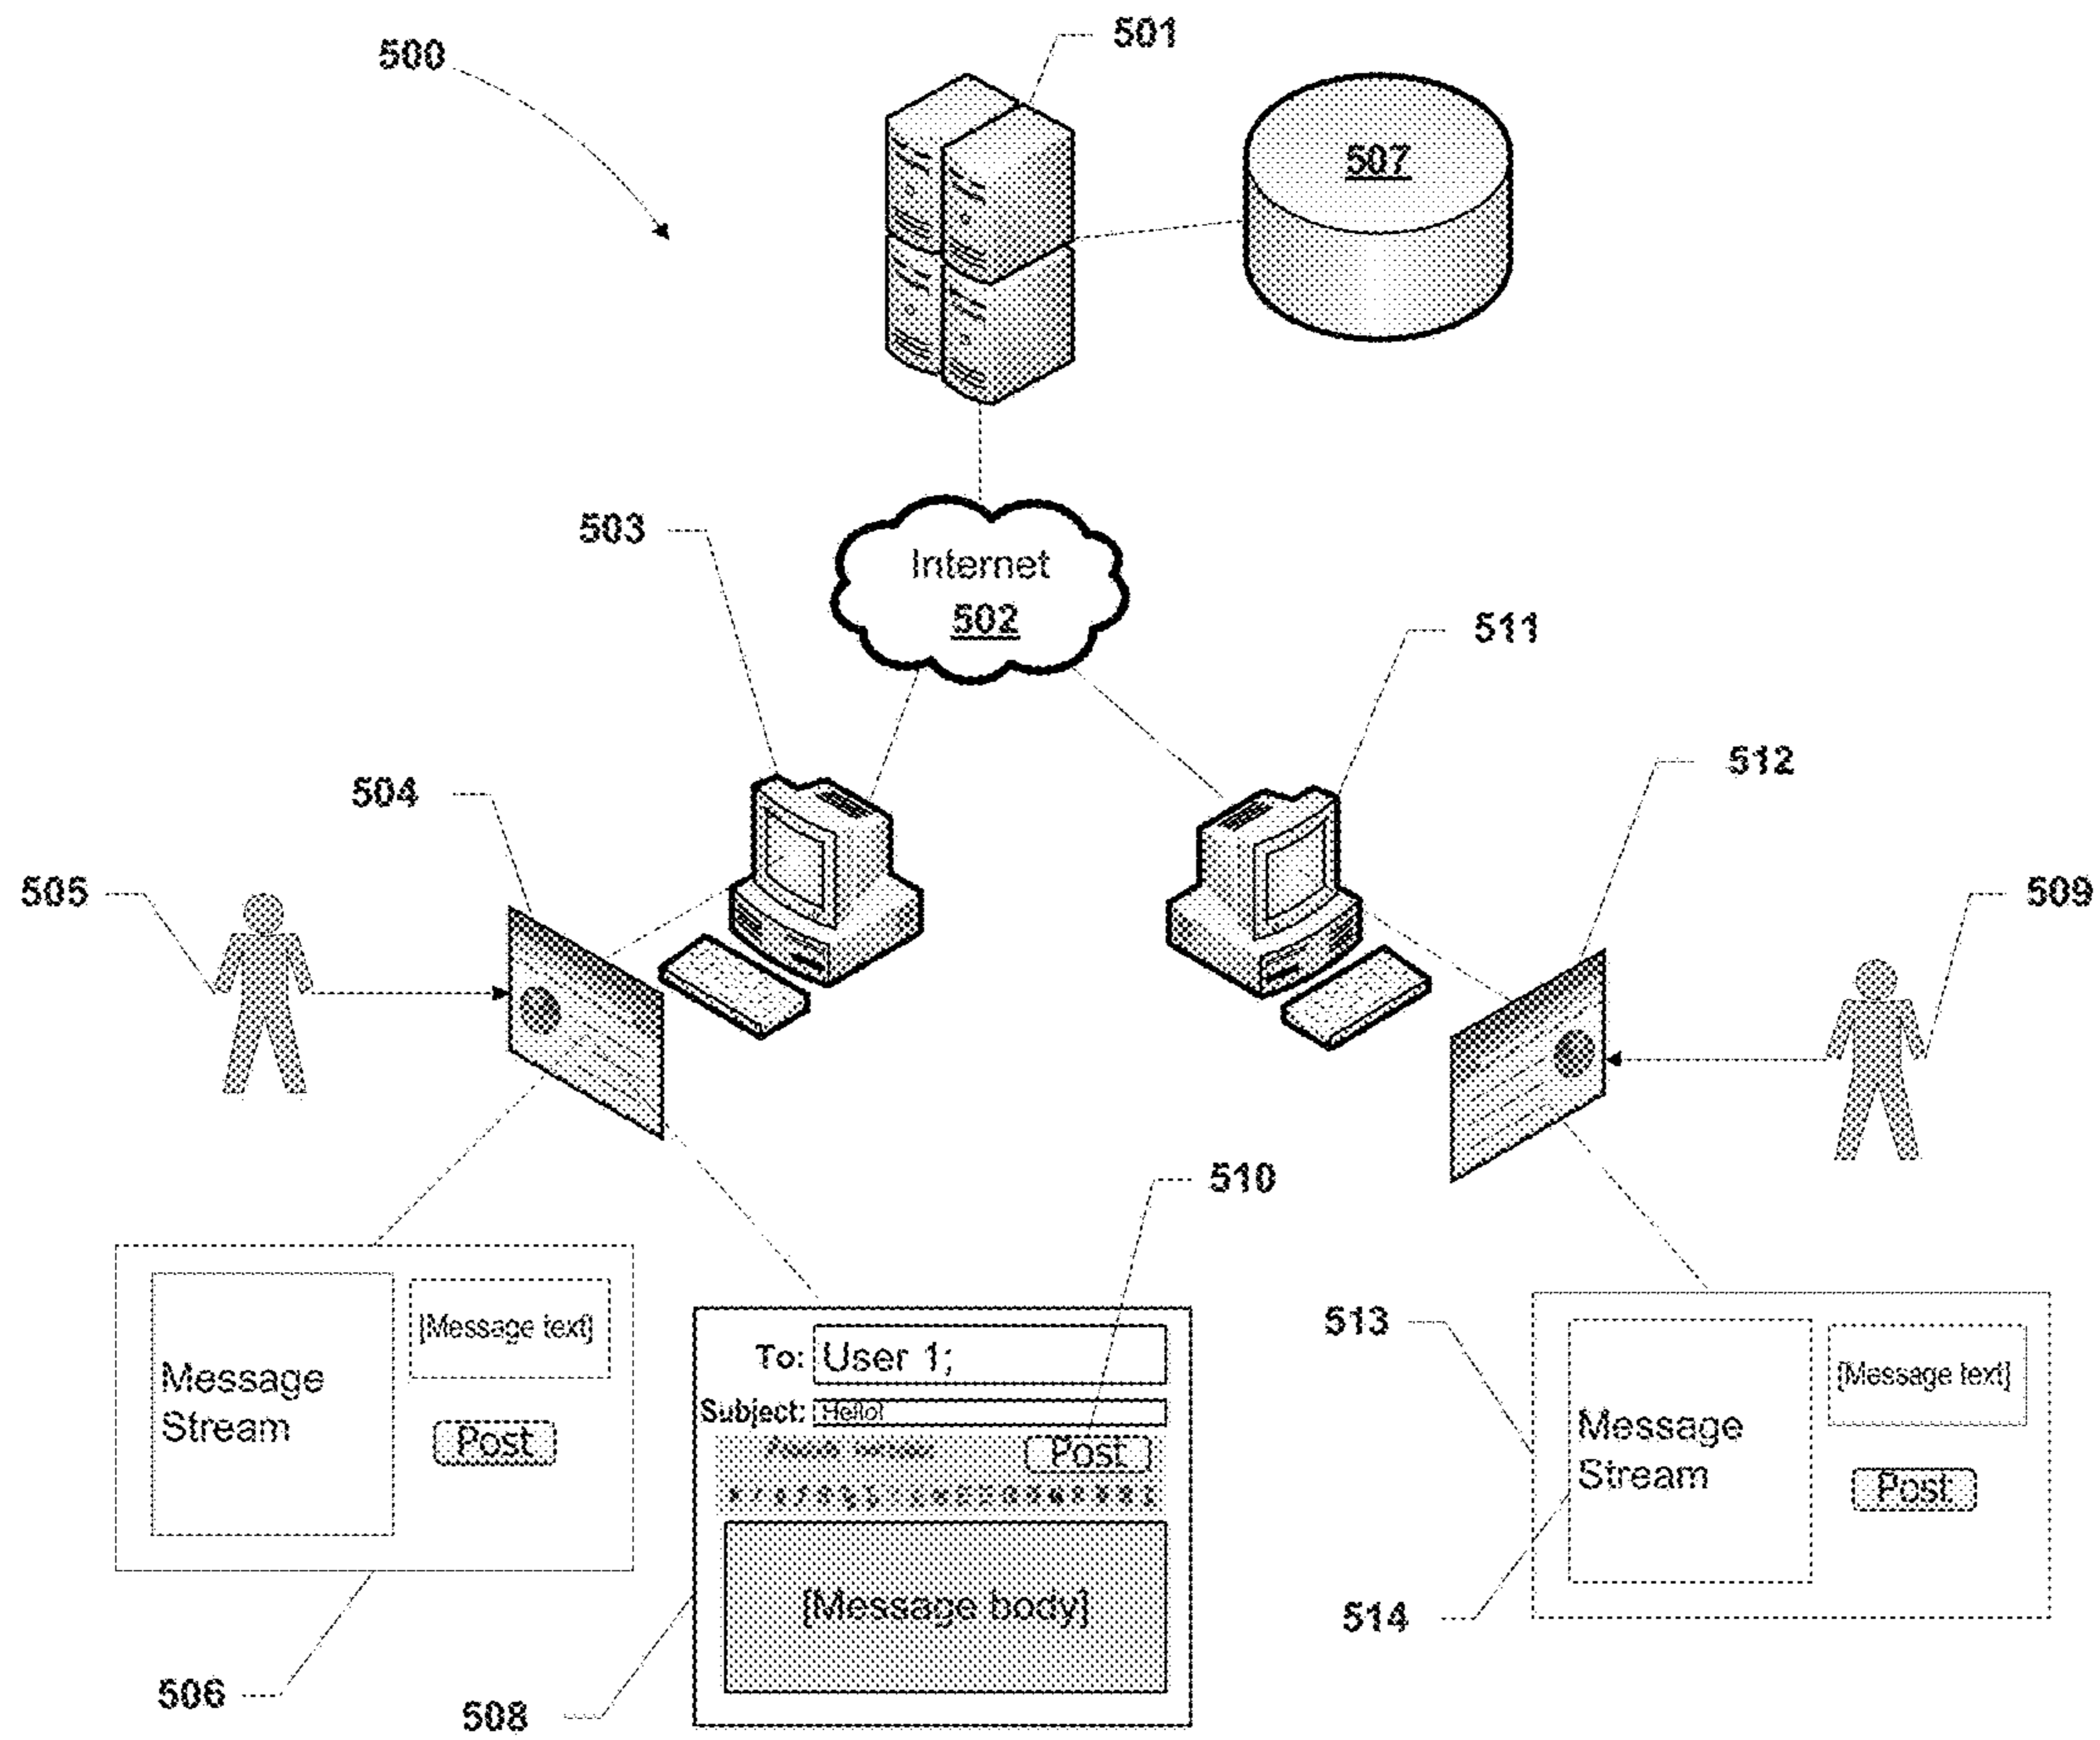 500
501
507
503
Internet
502
511
504
512
505
509
510
Message
Stream
[Message text]
Post
To: User 1;
Subject: Hello!
Post
[Message body]
513
Message
Stream
[Message text]
Post
514
506
508